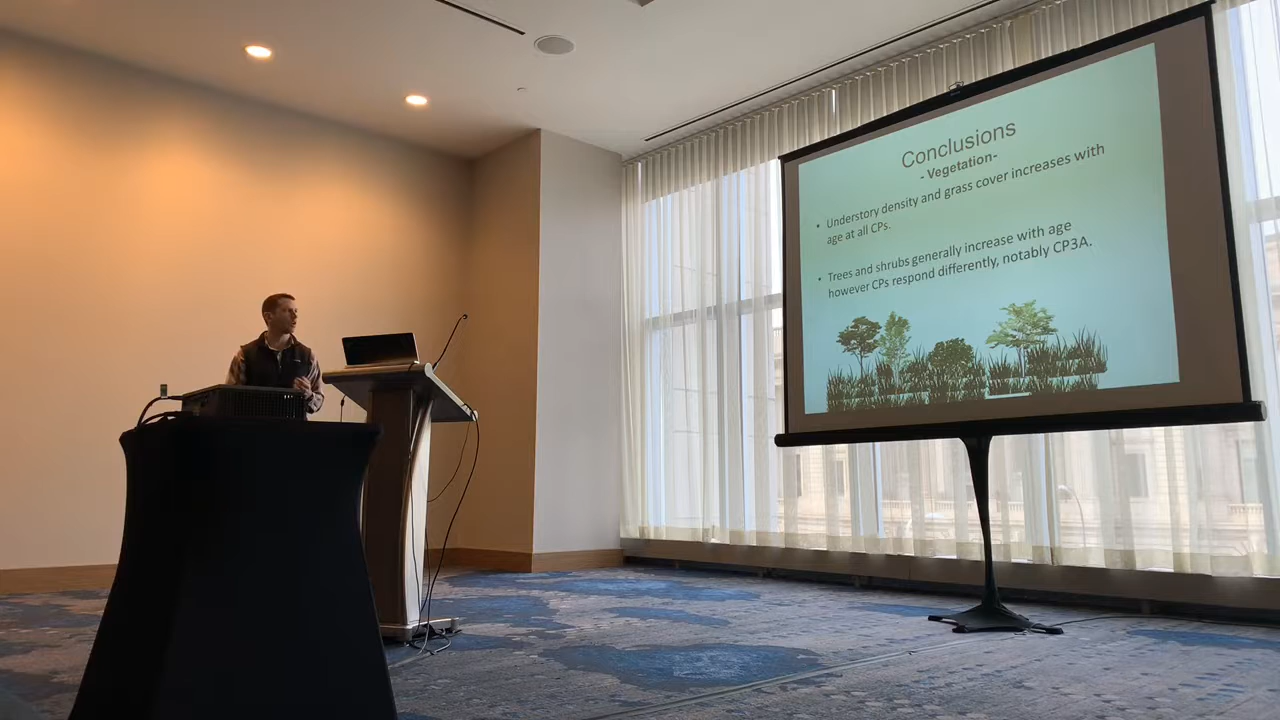 Conclusions
- Vegetation-
• Understory density and grass cover increases with
age at all CPs.
• Trees and shrubs generally increase with age
however CPs respond differently, notably CP3A.